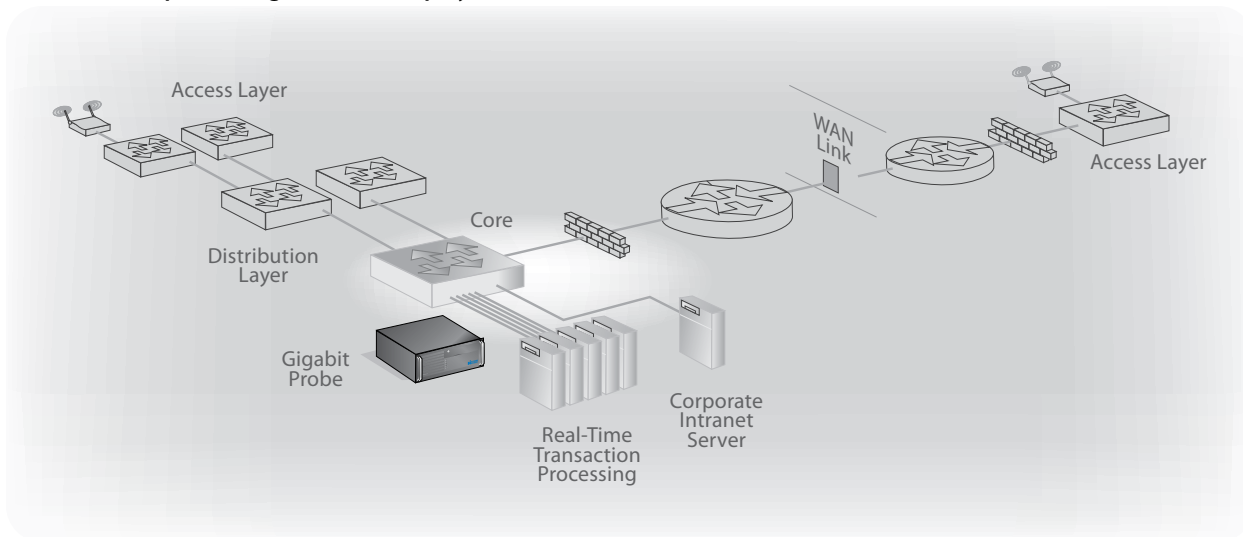 Access Layer
WAN
Link
Access Layer
Core
Distribution
Layer
Gigabit
Probe
Corporate
Intranet
Server
Real-Time
Transaction
Processing